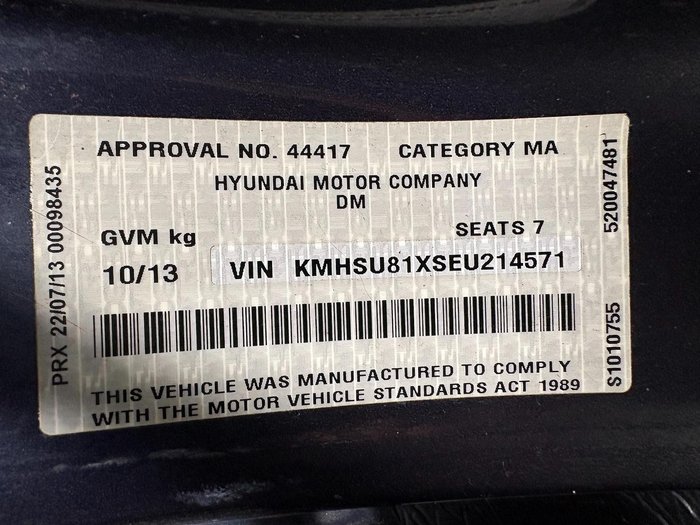 APPROVAL NO. 44417 CATEGORY MA
HYUNDAI MOTOR COMPANY
DM
GVM kg SEATS 7
10/13 VIN KMHSU81XSEU214571
THIS VEHICLE WAS MANUFACTURED TO COMPLY
WITH THE MOTOR VEHICLE STANDARDS ACT 1989
PRX 22/07/13 00098435
S1010755 520047481